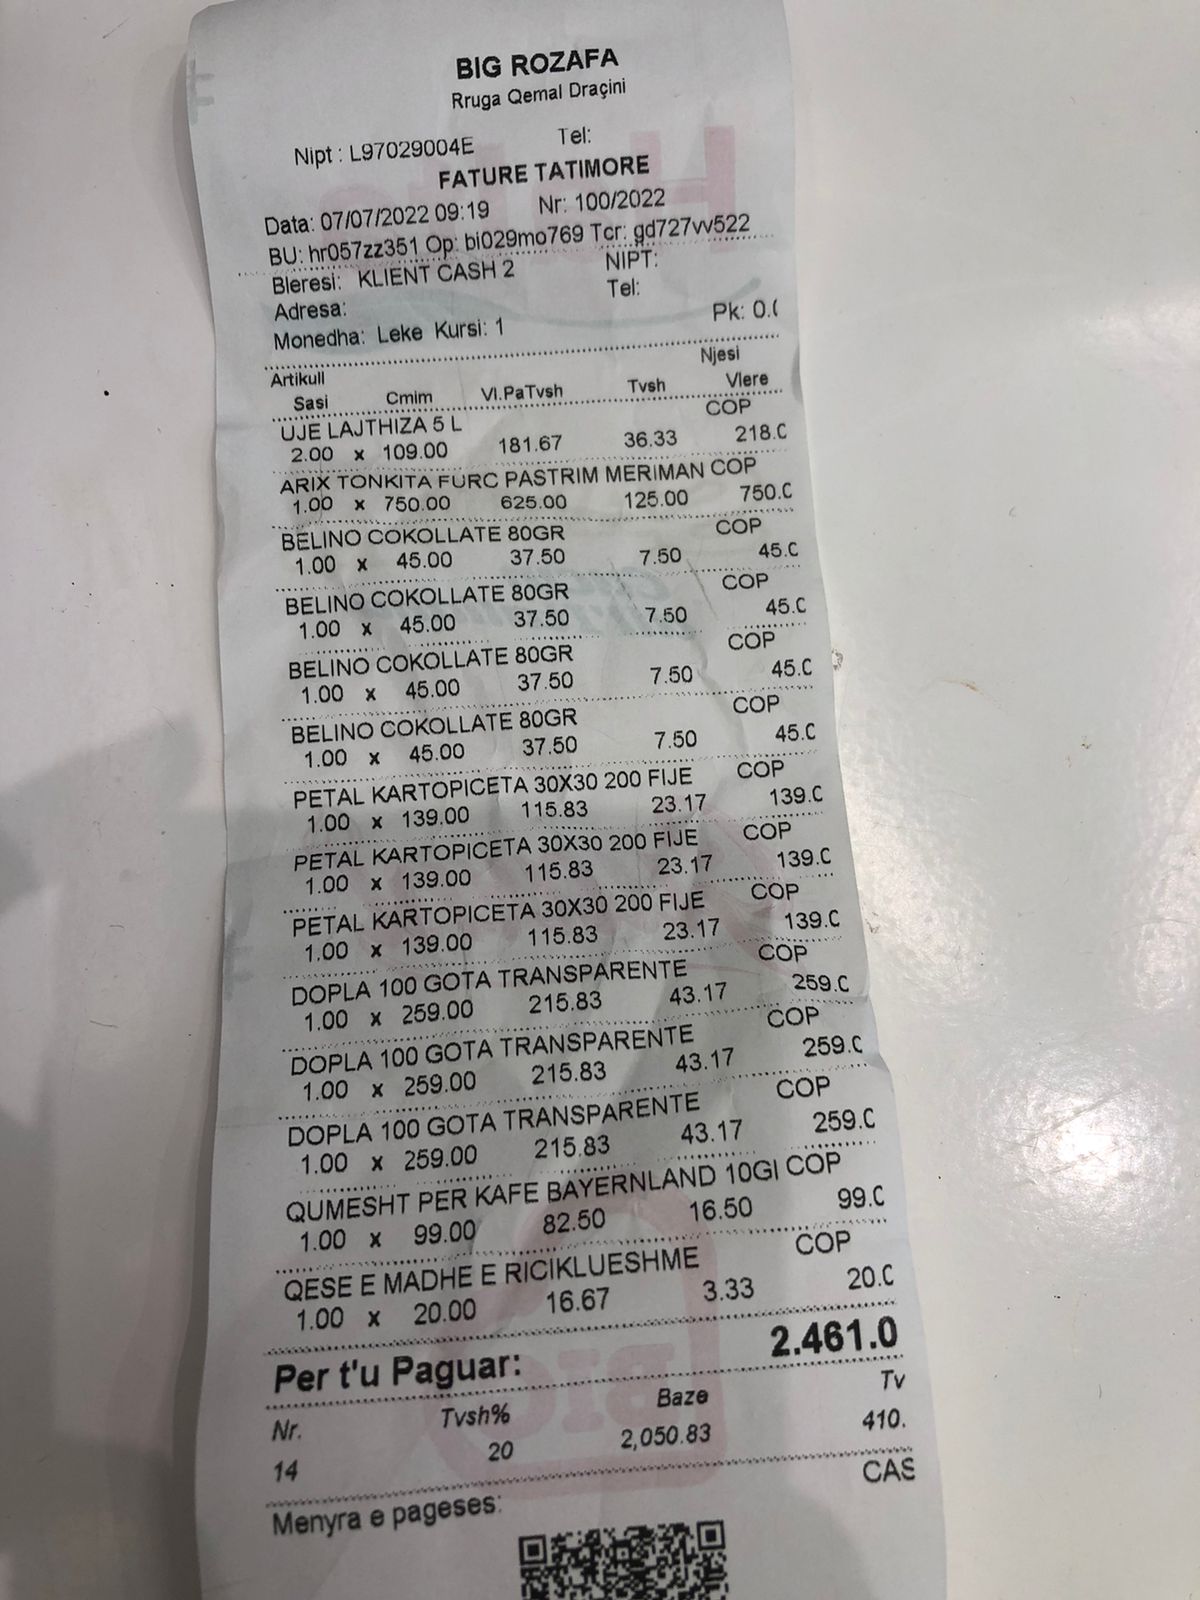 BIG ROZAFA
Rruga Qemal Draçini
Nipt : L97029004E Tel:
FATURE TATIMORE
Data: 07/07/2022 09:19 Nr: 100/2022
BU: hr057zz351 Op: bi029mo769 Tcr: gd727vv522
Bleresi: KLIENT CASH 2 NIPT:
Adresa: Tel:
Monedha: Leke Kursi: 1 Pk: 0.0
Artikull Njesi
Sasi Cmim Vl.PaTvsh Tvsh Vlere
UJE LAJTHIZA 5 L COP
2.00 x 109.00 181.67 36.33 218.0
ARIX TONKITA FURC PASTRIM MERIMAN COP
1.00 x 750.00 625.00 125.00 750.0
BELINO COKOLLATE 80GR COP
1.00 x 45.00 37.50 7.50 45.0
BELINO COKOLLATE 80GR COP
1.00 x 45.00 37.50 7.50 45.0
BELINO COKOLLATE 80GR COP
1.00 x 45.00 37.50 7.50 45.0
BELINO COKOLLATE 80GR COP
1.00 x 45.00 37.50 7.50 45.0
PETAL KARTOPICETA 30X30 200 FIJE COP
1.00 x 139.00 115.83 23.17 139.0
PETAL KARTOPICETA 30X30 200 FIJE COP
1.00 x 139.00 115.83 23.17 139.0
PETAL KARTOPICETA 30X30 200 FIJE COP
1.00 x 139.00 115.83 23.17 139.0
DOPLA 100 GOTA TRANSPARENTE COP
1.00 x 259.00 215.83 43.17 259.0
DOPLA 100 GOTA TRANSPARENTE COP
1.00 x 259.00 215.83 43.17 259.0
DOPLA 100 GOTA TRANSPARENTE COP
1.00 x 259.00 215.83 43.17 259.0
QUMESHT PER KAFE BAYERNLAND 10GI COP
1.00 x 99.00 82.50 16.50 99.0
QESE E MADHE E RICIKLUESHME COP
1.00 x 20.00 16.67 3.33 20.0
Per t'u Paguar: 2.461.0
Nr. Tvsh% Baze Tv
14 20 2,050.83 410.
Menyra e pageses: CAS